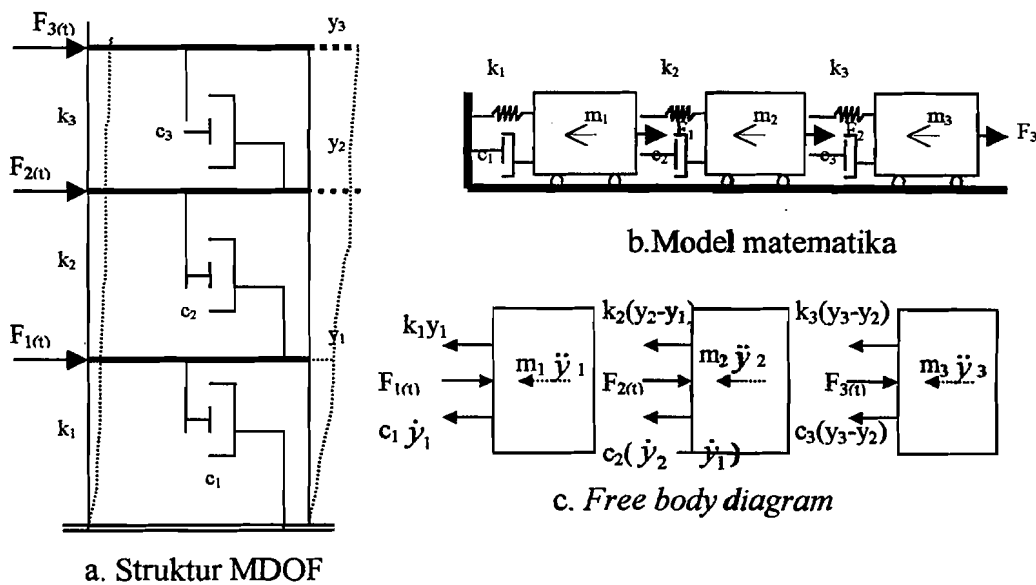 F3(t)
y3
k3
c3
y2
F2(t)
k2
c2
F1(t)
y1
k1
c1
a. Struktur MDOF
k1 k2 k3
m1 m2 m3
F1 F2 F3
c1 c2 c3
b.Model matematika
k1y1 k2(y2-y1) k3(y3-y2)
m1 ÿ1 m2 ÿ2 m3 ÿ3
F1(t) F2(t) F3(t)
c1 ẏ1 c2(ẏ2 - ẏ1) c3(y3-y2)
c. Free body diagram